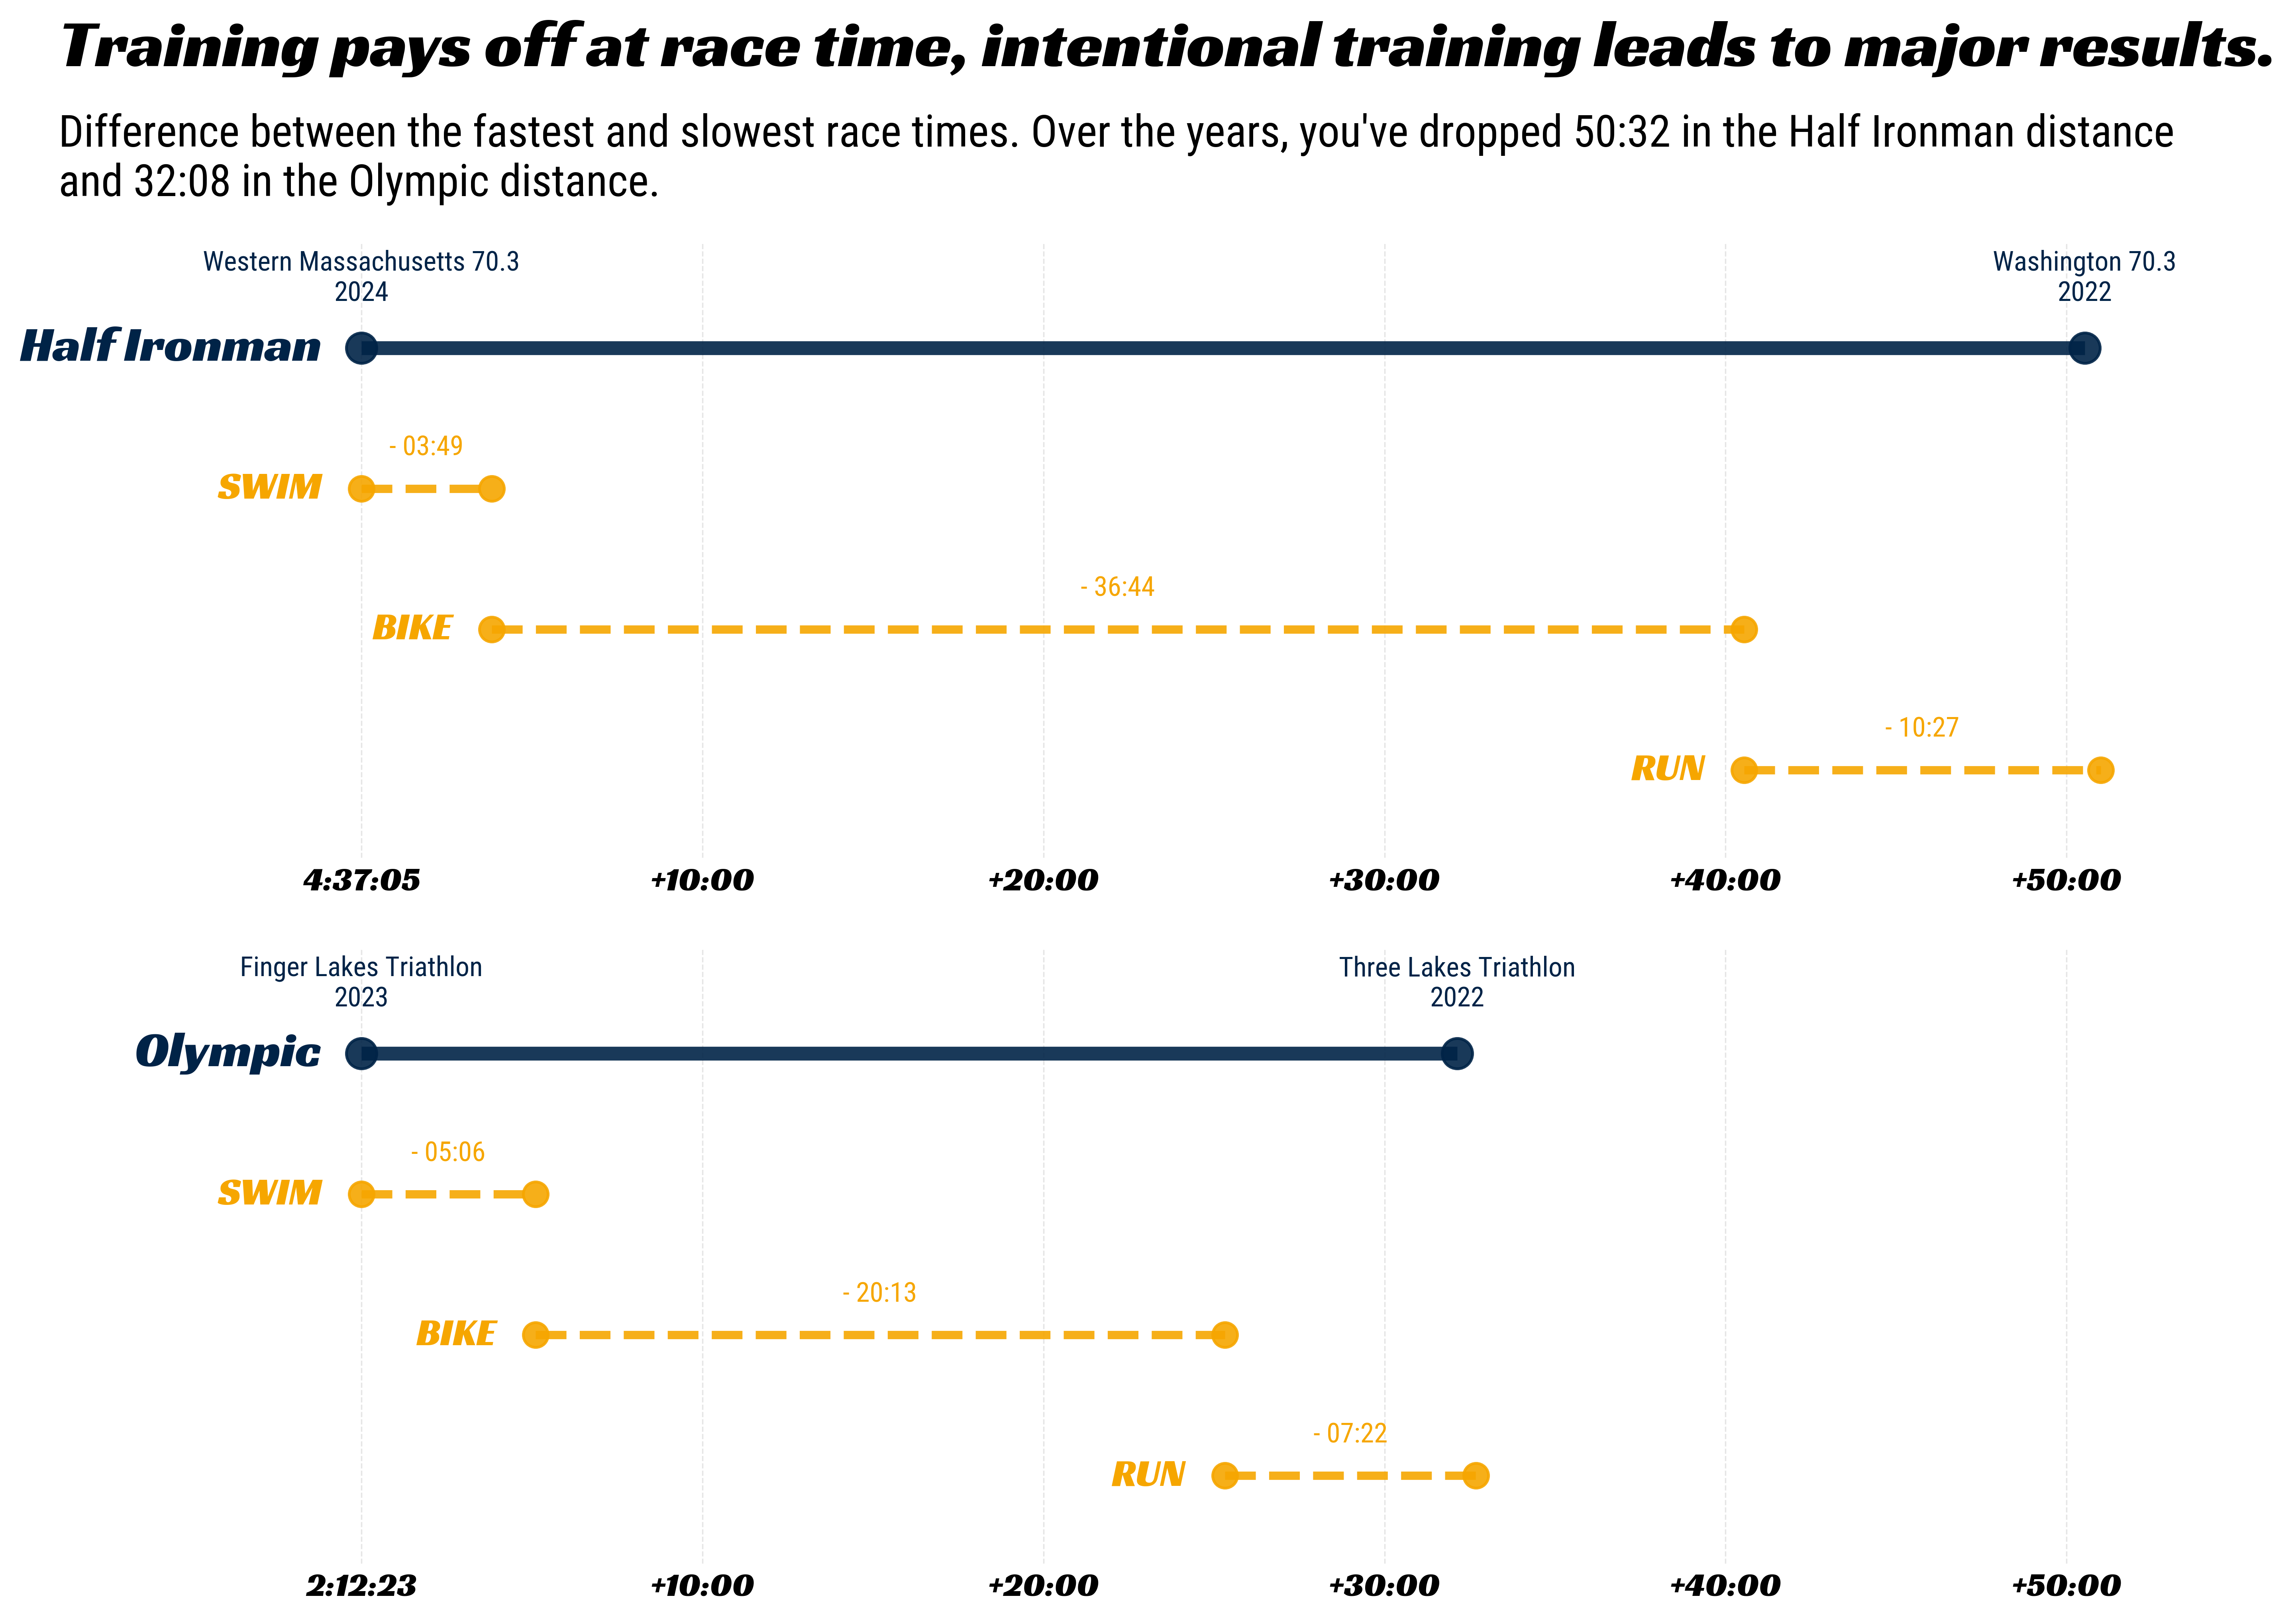 Training pays off at race time, intentional training leads to major results.
Difference between the fastest and slowest race times. Over the years, you've dropped 50:32 in the Half Ironman distance
and 32:08 in the Olympic distance.
Western Massachusetts 70.3
2024
Washington 70.3
2022
Half Ironman
- 03:49
SWIM
- 36:44
BIKE
- 10:27
RUN
4:37:05
+10:00
+20:00
+30:00
+40:00
+50:00
Finger Lakes Triathlon
2023
Three Lakes Triathlon
2022
Olympic
- 05:06
SWIM
- 20:13
BIKE
- 07:22
RUN
2:12:23
+10:00
+20:00
+30:00
+40:00
+50:00